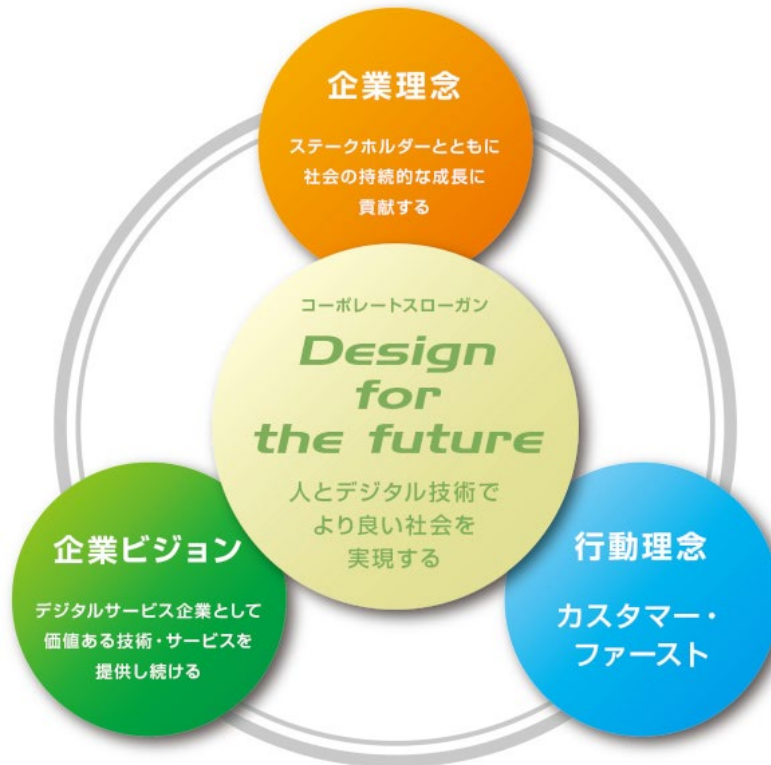 企業理念
ステークホルダーとともに
社会の持続的な成長に
貢献する
コーポレートスローガン
Design
for
the future
人とデジタル技術で
より良い社会を
実現する
企業ビジョン
デジタルサービス企業として
価値ある技術・サービスを
提供し続ける
行動理念
カスタマー・
ファースト